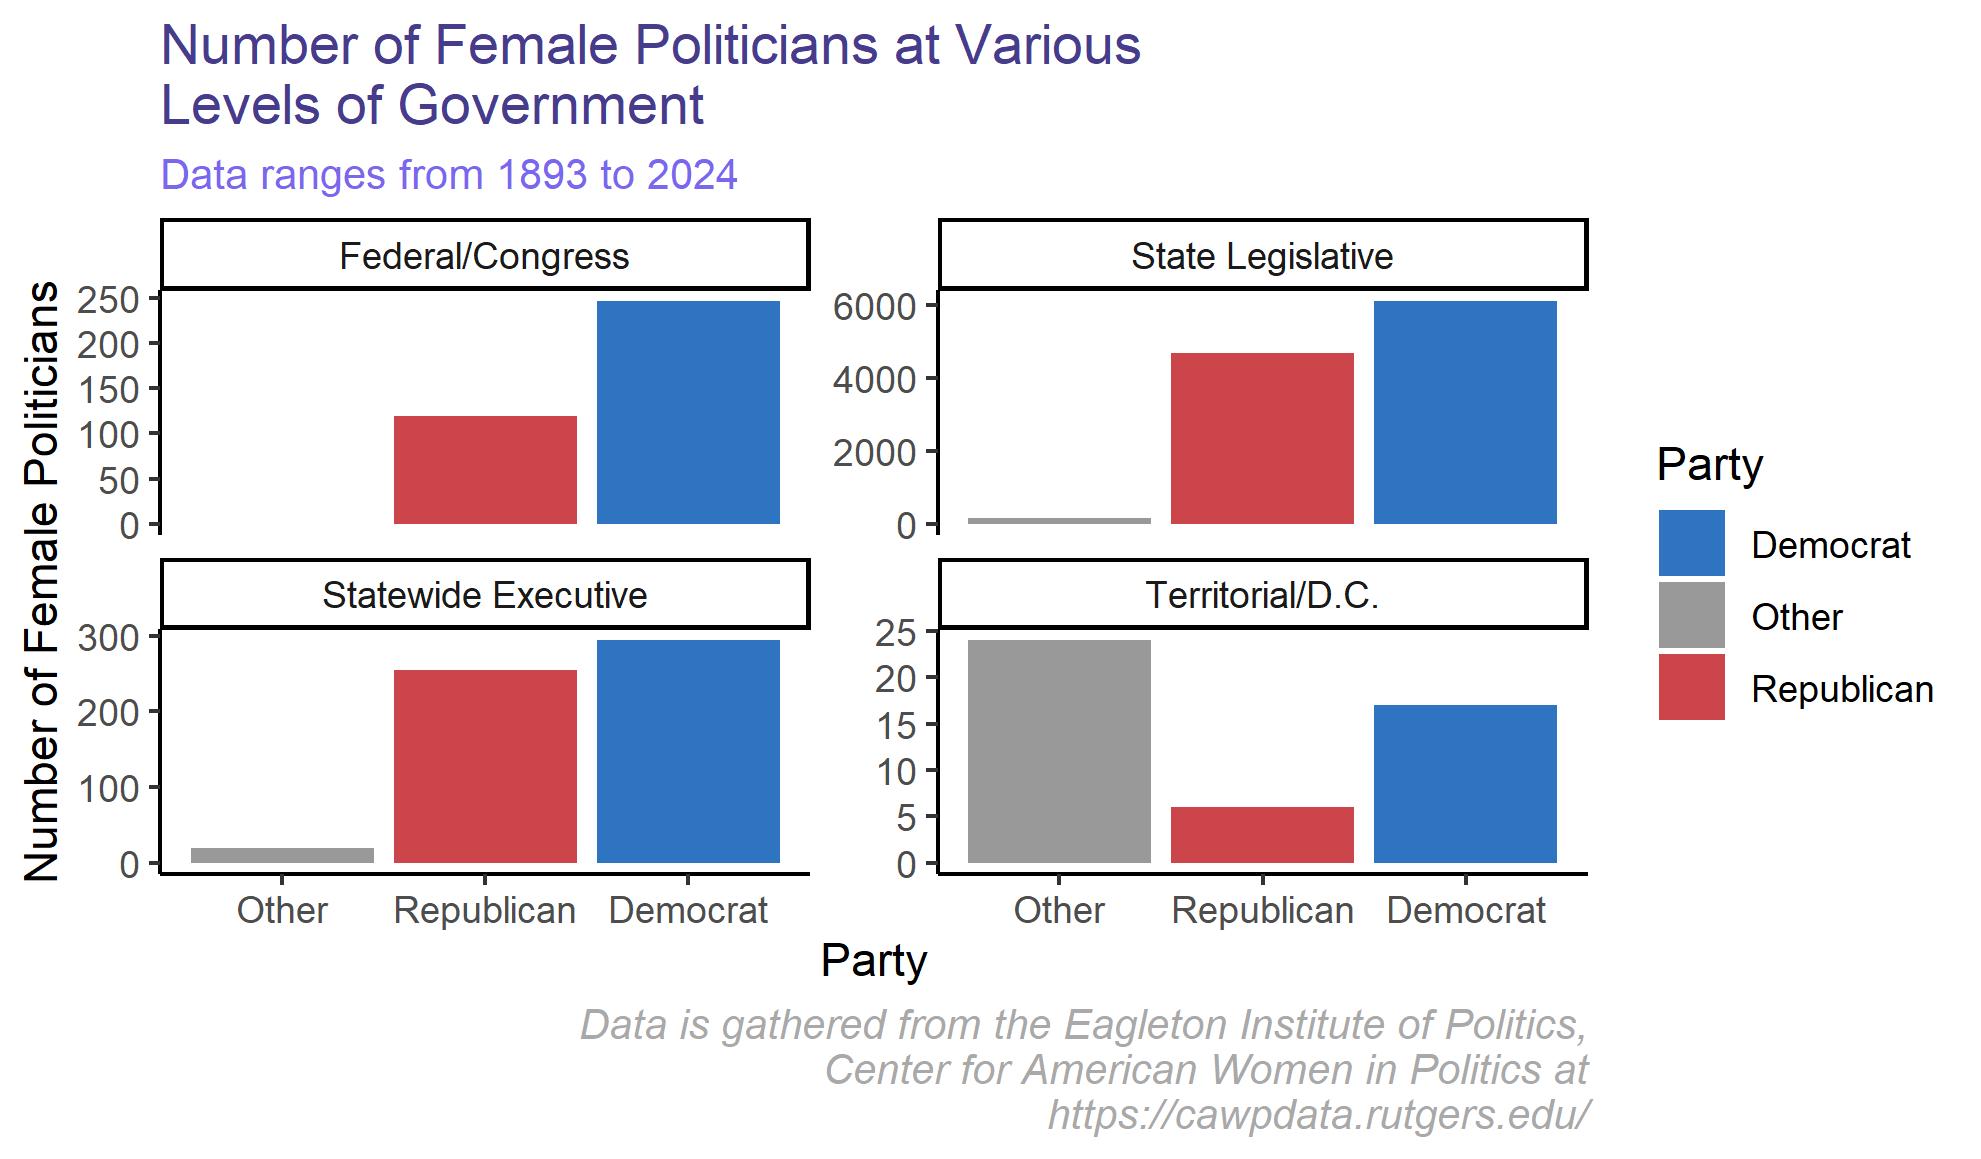 Number of Female Politicians at Various
Levels of Government
Data ranges from 1893 to 2024
Number of Female Politicians
Federal/Congress
250
200
150
100
50
0
State Legislative
6000
4000
2000
0
Statewide Executive
300
200
100
0
Other Republican Democrat
Territorial/D.C.
25
20
15
10
5
0
Other Republican Democrat
Party
Party
Democrat
Other
Republican
Data is gathered from the Eagleton Institute of Politics,
Center for American Women in Politics at
https://cawpdata.rutgers.edu/